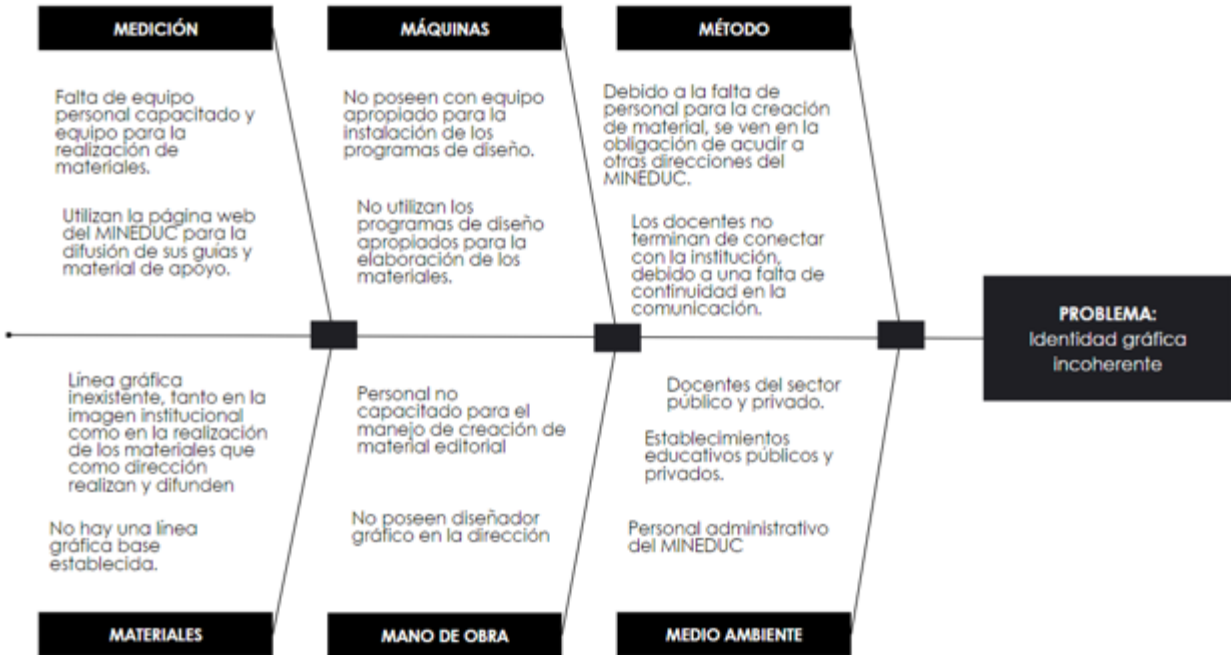 MEDICIÓN
Falta de equipo
personal capacitado y
equipo para la
realización de
materiales.
Utilizan la página web
del MINEDUC para la
difusión de sus guías y
material de apoyo.
MÁQUINAS
No poseen con equipo
apropiado para la
instalación de los
programas de diseño.
No utilizan los
programas de diseño
apropiados para la
elaboración de los
materiales.
MÉTODO
Debido a la falta de
personal para la creación
de material, se ven en la
obligación de acudir a
otras direcciones del
MINEDUC.
Los docentes no
terminan de conectar
con la institución,
debido a una falta de
continuidad en la
comunicación.
PROBLEMA:
Identidad gráfica
incoherente
Línea gráfica
inexistente, tanto en la
imagen institucional
como en la realización
de los materiales que
como dirección
realizan y difunden
No hay una línea
gráfica base
establecida.
MATERIALES
Personal no
capacitado para el
manejo de creación de
material editorial
No poseen diseñador
gráfico en la dirección
MANO DE OBRA
Docentes del sector
público y privado.
Establecimientos
educativos públicos y
privados.
Personal administrativo
del MINEDUC
MEDIO AMBIENTE